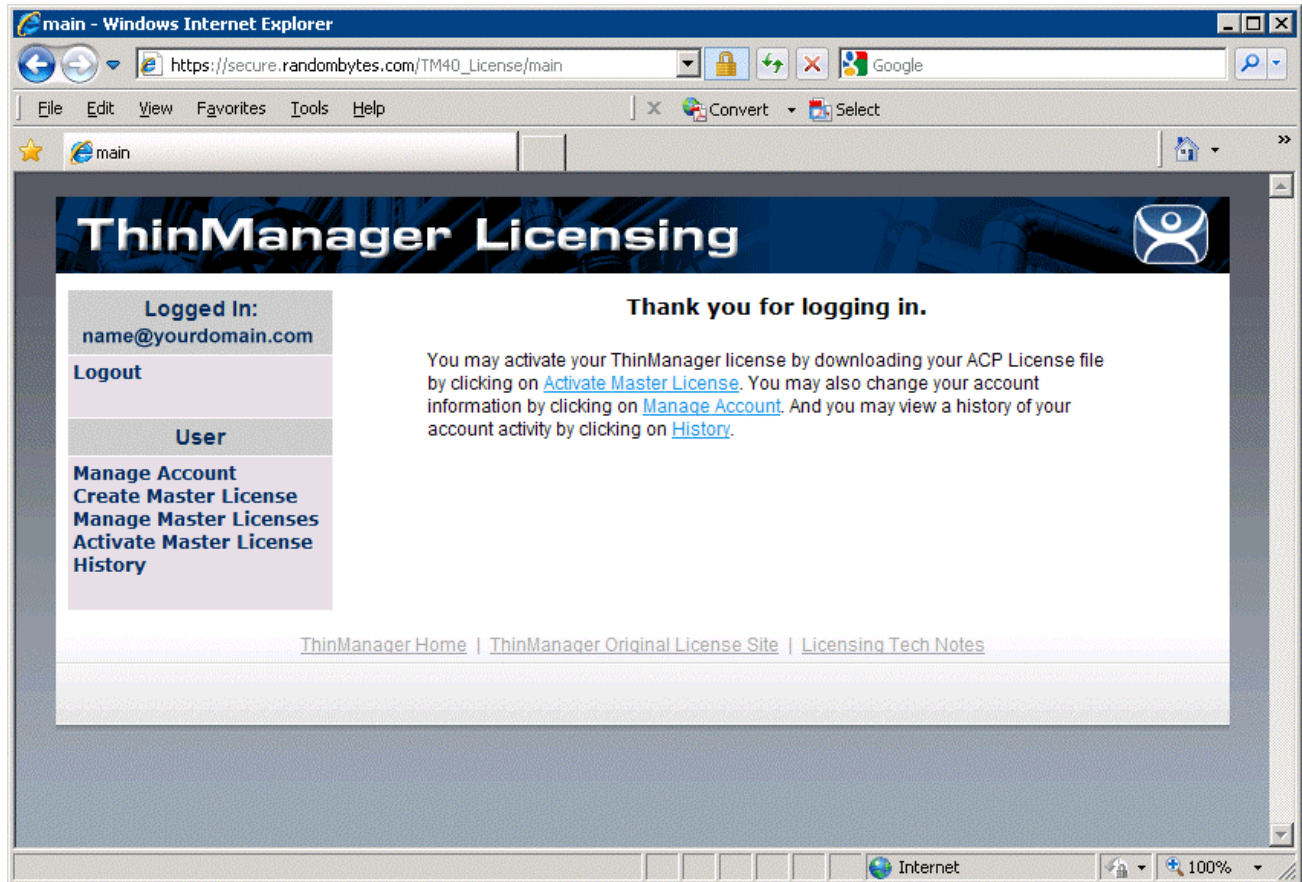 main - Windows Internet Explorer
https://secure.randombytes.com/TM40_License/main
Google
File Edit View Favorites Tools Help
Convert Select
main
ThinManager Licensing
Logged In:
name@yourdomain.com
Logout
User
Manage Account
Create Master License
Manage Master Licenses
Activate Master License
History
Thank you for logging in.
You may activate your ThinManager license by downloading your ACP License file
by clicking on Activate Master License. You may also change your account
information by clicking on Manage Account. And you may view a history of your
account activity by clicking on History.
ThinManager Home | ThinManager Original License Site | Licensing Tech Notes
Internet
100%